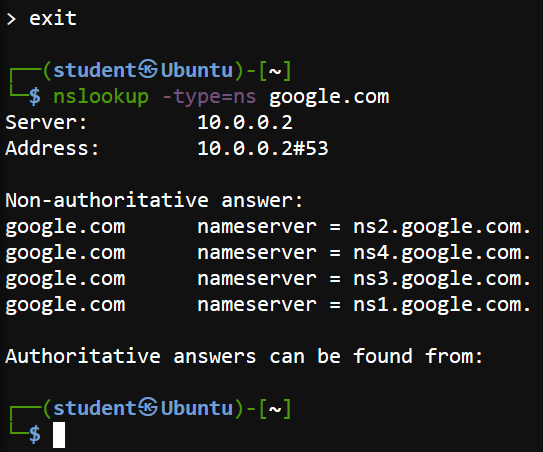 > exit
┌──(student㉿Ubuntu)-[~]
└─$ nslookup -type=ns google.com
Server:         10.0.0.2
Address:        10.0.0.2#53
Non-authoritative answer:
google.com      nameserver = ns2.google.com.
google.com      nameserver = ns4.google.com.
google.com      nameserver = ns3.google.com.
google.com      nameserver = ns1.google.com.
Authoritative answers can be found from:
┌──(student㉿Ubuntu)-[~]
└─$